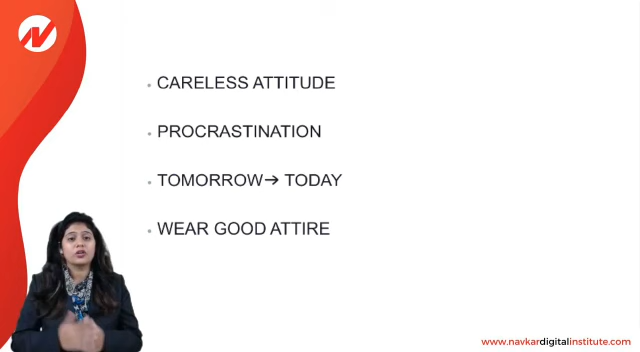 • CARELESS ATTITUDE
• PROCRASTINATION
• TOMORROW→ TODAY
• WEAR GOOD ATTIRE
www.navkardigitalinstitute.com